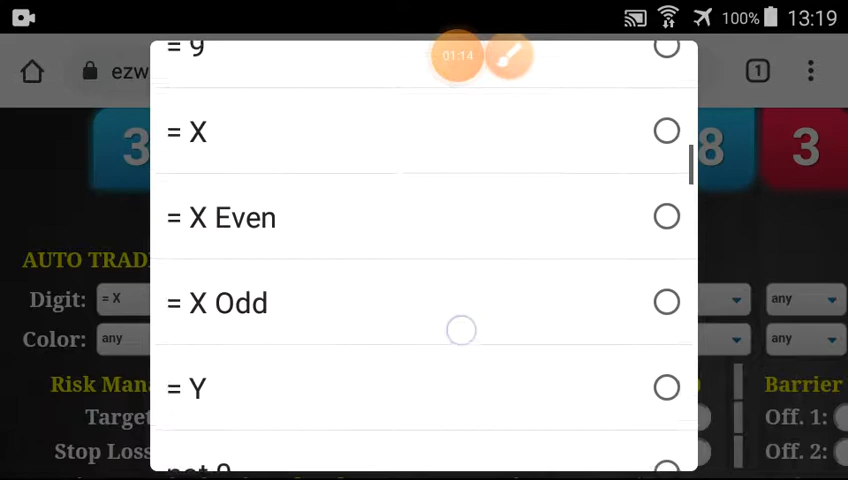 100% 13:19
= 9
01:14
ezw
1
= X
3 8 3
= X Even
AUTO TRAD
= X Odd
Digit: = X any
Color: any any
= Y
Risk Mana Barrier
Target Off. 1:
Stop Loss Off. 2: